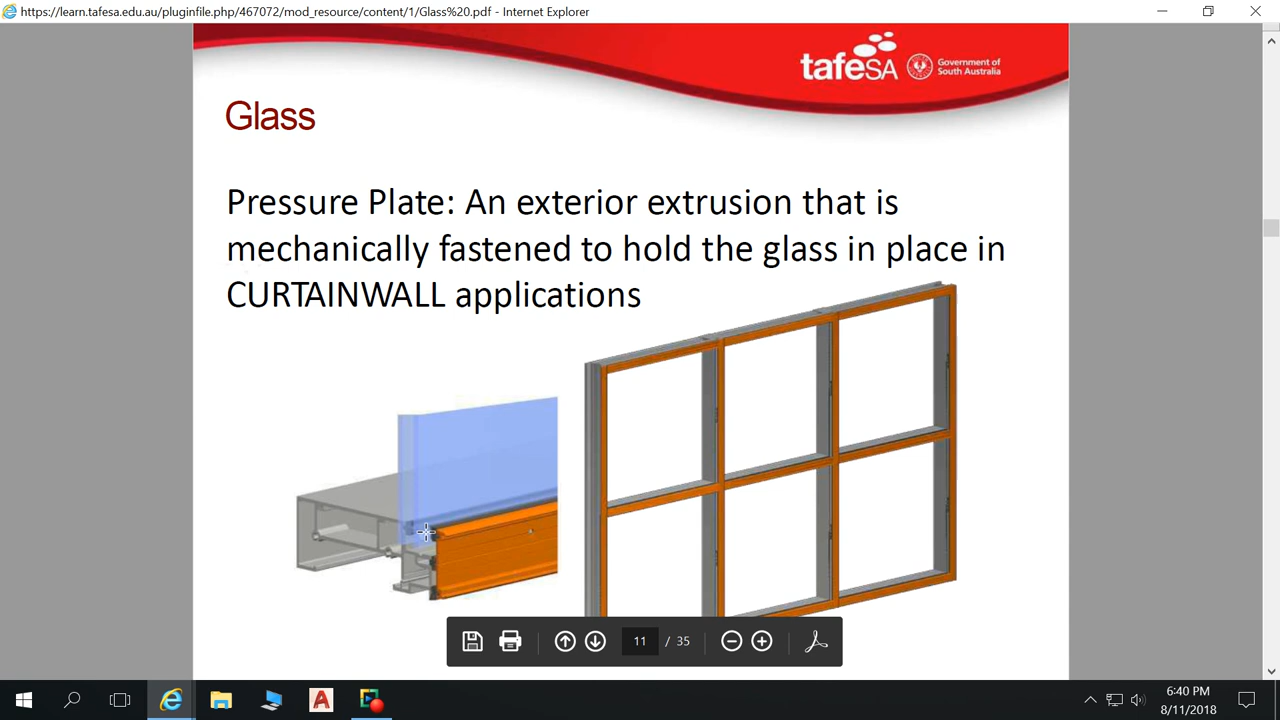 https://learn.tafesa.edu.au/pluginfile.php/467072/mod_resource/content/1/Glass%20.pdf - Internet Explorer
tafeSA
Government of
South Australia
Glass
Pressure Plate: An exterior extrusion that is
mechanically fastened to hold the glass in place in
CURTAINWALL applications
11 / 35
A
6:40 PM
8/11/2018